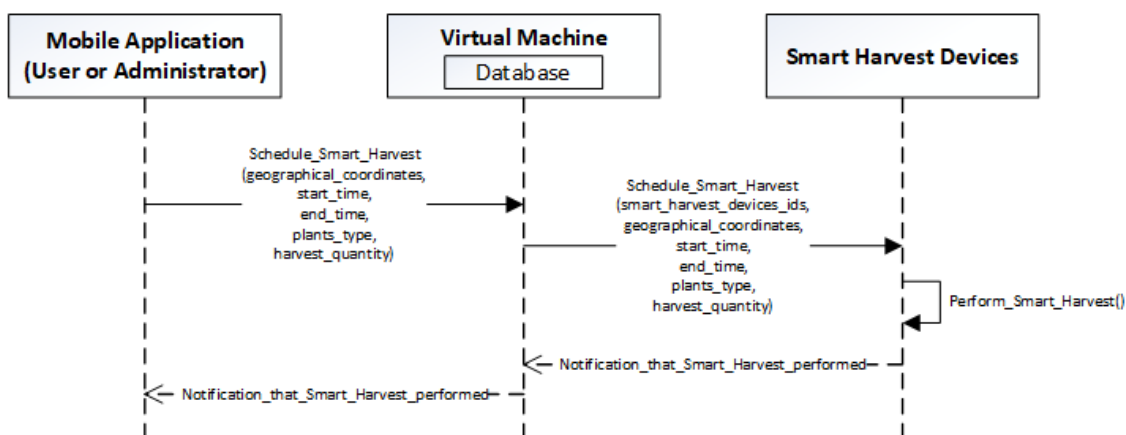 Mobile Application
(User or Administrator)
Virtual Machine
Database
Smart Harvest Devices
Schedule_Smart_Harvest
(geographical_coordinates,
start_time,
end_time,
plants_type,
harvest_quantity)
Schedule_Smart_Harvest
(smart_harvest_devices_ids,
geographical_coordinates,
start_time,
end_time,
plants_type,
harvest_quantity)
Perform_Smart_Harvest()
Notification_that_Smart_Harvest_performed
Notification_that_Smart_Harvest_performed